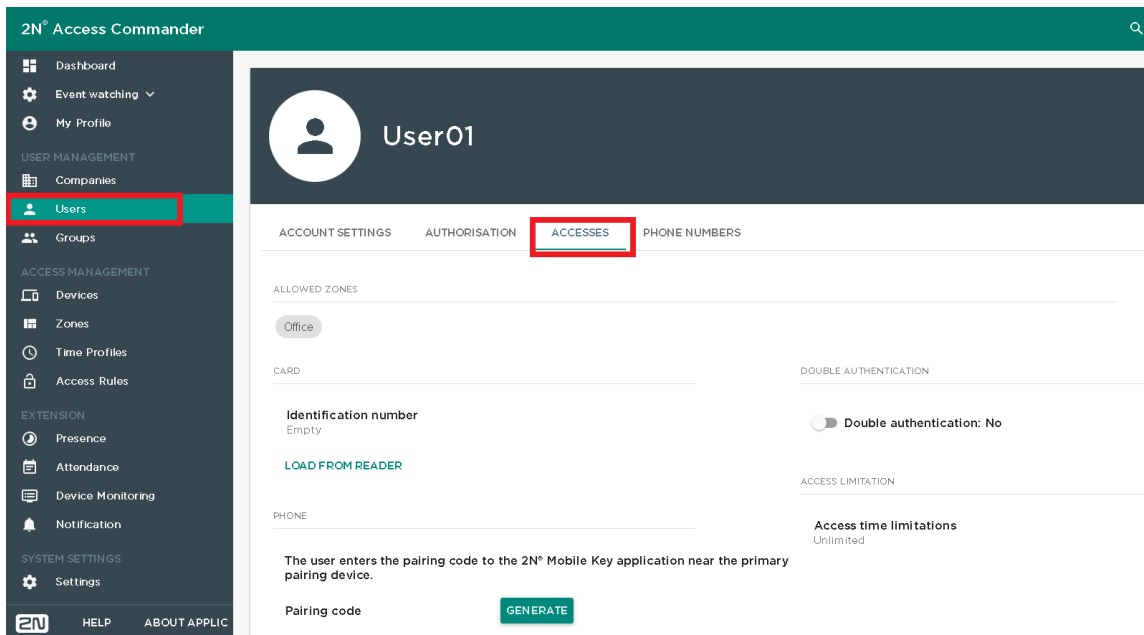 2N® Access Commander
Dashboard
Event watching
My Profile
USER MANAGEMENT
Companies
Users
Groups
ACCESS MANAGEMENT
Devices
Zones
Time Profiles
Access Rules
EXTENSION
Presence
Attendance
Device Monitoring
Notification
SYSTEM SETTINGS
Settings
2N HELP ABOUT APPLIC
User01
ACCOUNT SETTINGS AUTHORISATION ACCESSES PHONE NUMBERS
ALLOWED ZONES
Office
CARD
Identification number
Empty
LOAD FROM READER
PHONE
The user enters the pairing code to the 2N® Mobile Key application near the primary
pairing device.
Pairing code GENERATE
DOUBLE AUTHENTICATION
Double authentication: No
ACCESS LIMITATION
Access time limitations
Unlimited